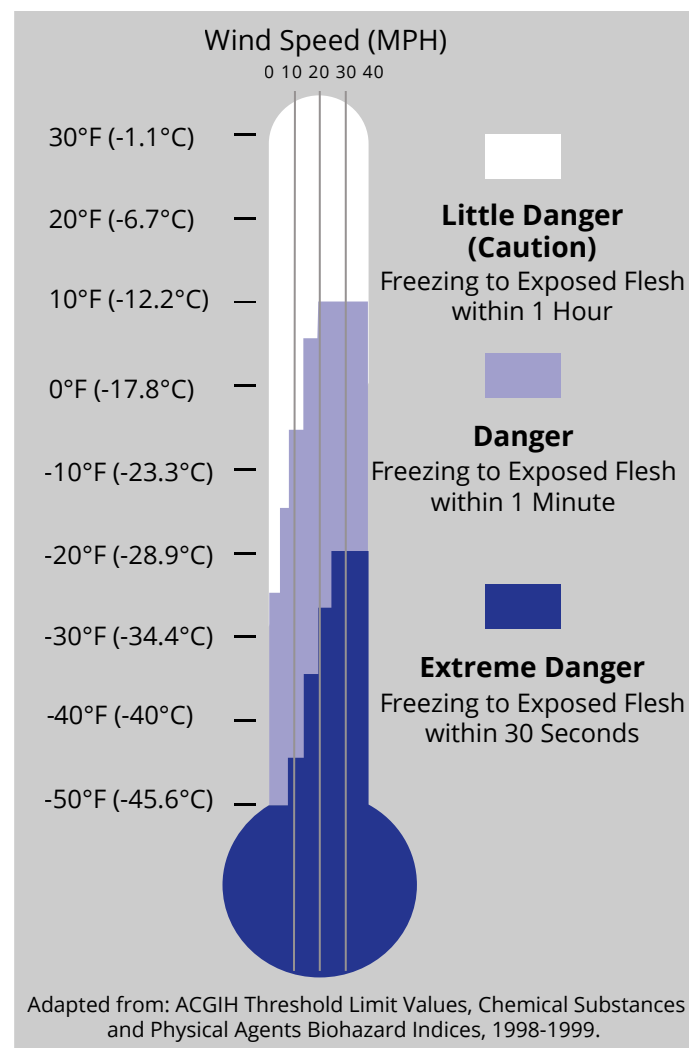 Wind Speed (MPH)
0 10 20 30 40
30°F (-1.1°C)
20°F (-6.7°C)
10°F (-12.2°C)
0°F (-17.8°C)
-10°F (-23.3°C)
-20°F (-28.9°C)
-30°F (-34.4°C)
-40°F (-40°C)
-50°F (-45.6°C)
Little Danger
(Caution)
Freezing to Exposed Flesh
within 1 Hour
Danger
Freezing to Exposed Flesh
within 1 Minute
Extreme Danger
Freezing to Exposed Flesh
within 30 Seconds
Adapted from: ACGIH Threshold Limit Values, Chemical Substances
and Physical Agents Biohazard Indices, 1998-1999.